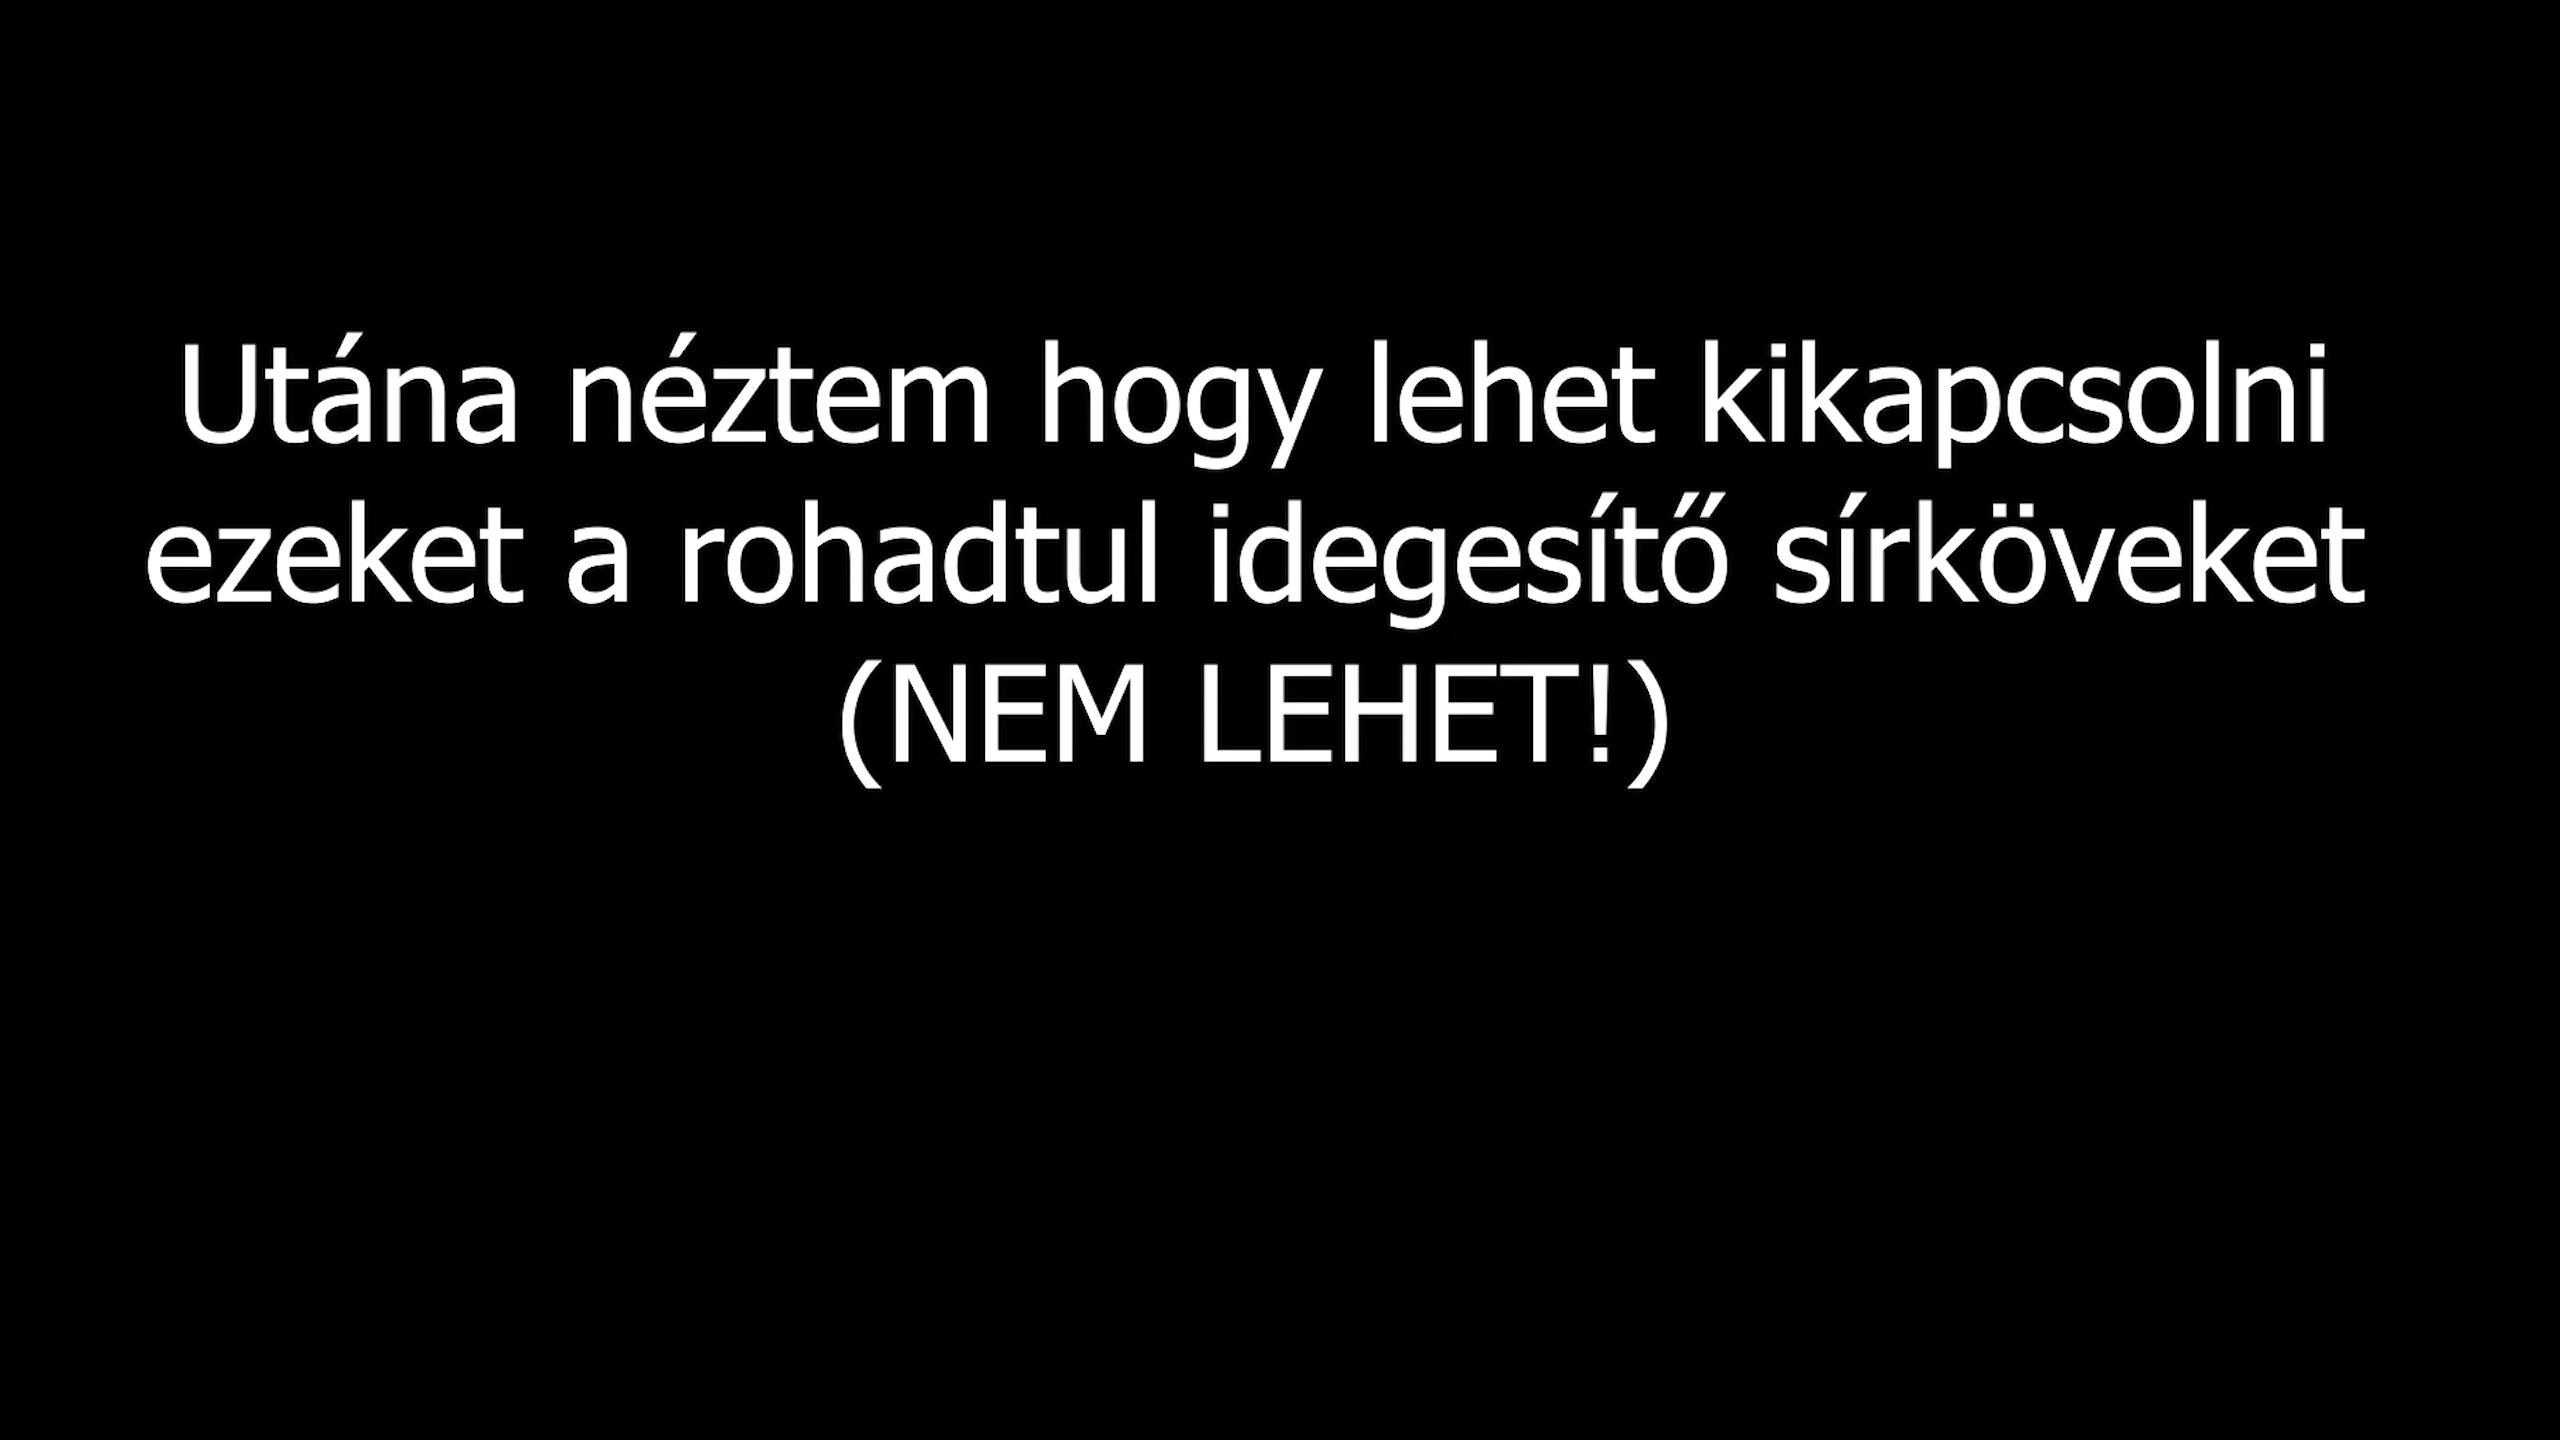 Utána néztem hogy lehet kikapcsolni
ezeket a rohadtul idegesítő sírköveket
(NEM LEHET!)